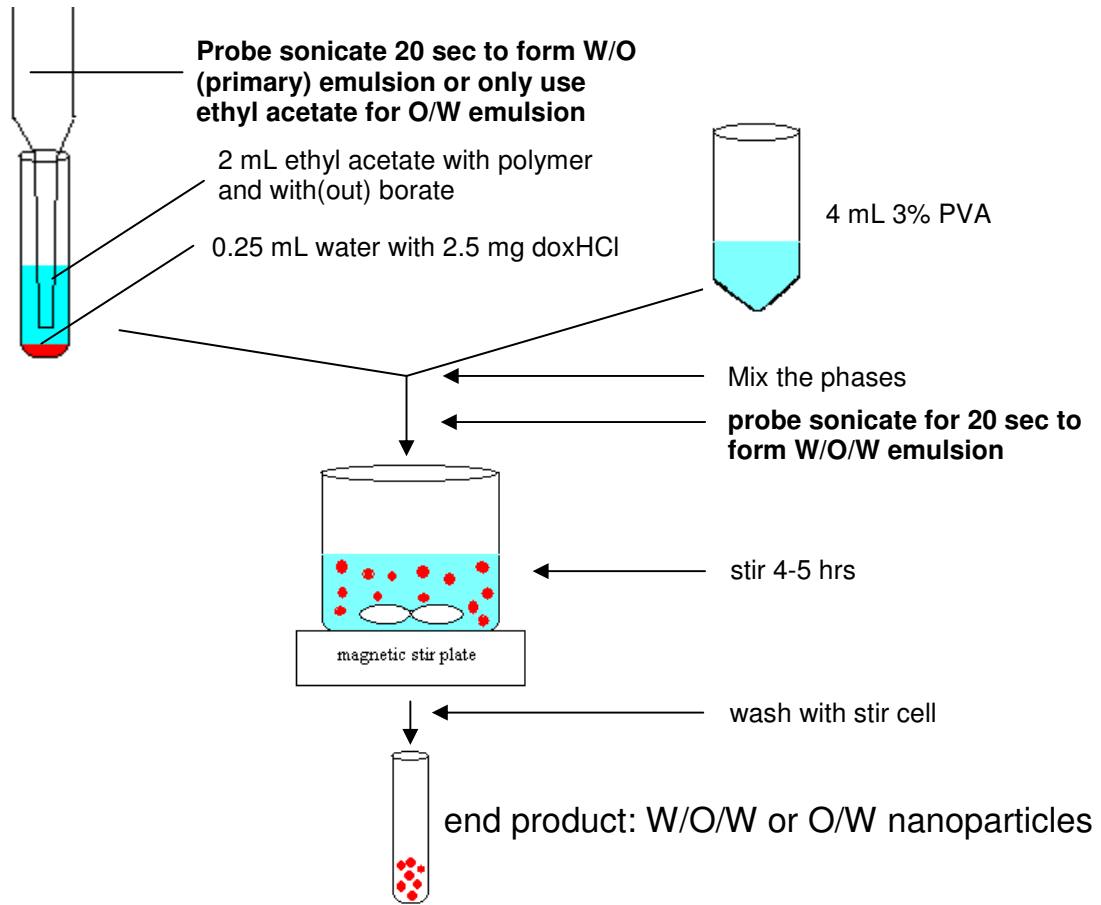 Probe sonicate 20 sec to form W/O
(primary) emulsion or only use
ethyl acetate for O/W emulsion
2 mL ethyl acetate with polymer
and with(out) borate
0.25 mL water with 2.5 mg doxHCl
4 mL 3% PVA
Mix the phases
probe sonicate for 20 sec to
form W/O/W emulsion
stir 4-5 hrs
magnetic stir plate
wash with stir cell
end product: W/O/W or O/W nanoparticles